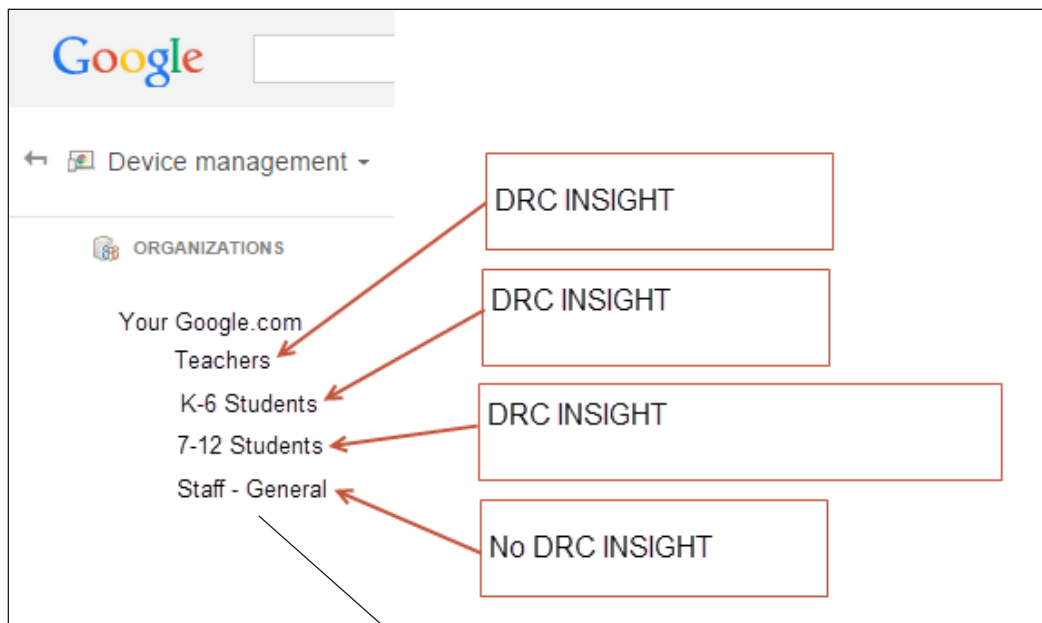 Google
Device management
DRC INSIGHT
ORGANIZATIONS
DRC INSIGHT
Your Google.com
Teachers
K-6 Students
DRC INSIGHT
7-12 Students
Staff - General
No DRC INSIGHT